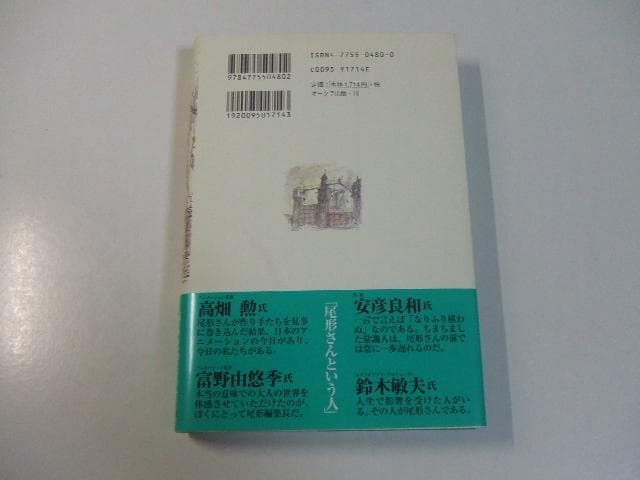 9784775504802
1920095017143
ISBN4-7755-0480-0
C0095 ¥1714E
定価:[本体1,714円]+税
オークラ出版
『尾形さんという人』
安彦良和氏
一言で言えば「なりふり構わ
ぬ」なのである。ちまちまし
た常識人は、尾形さんの前で
は常に一歩遅れるのだ。
鈴木敏夫氏
人生で影響を受けた人がい
る。その人が尾形さんである。
高畑 勲氏
尾形さんが作り手たちを見事
に巻き込んだ結果、日本のア
ニメーションの今日があり、
今日の私たちがある。
富野由悠季氏
本当の意味での大人の世界を
体感させていただけたのが、
ぼくにとって尾形編集長だ。